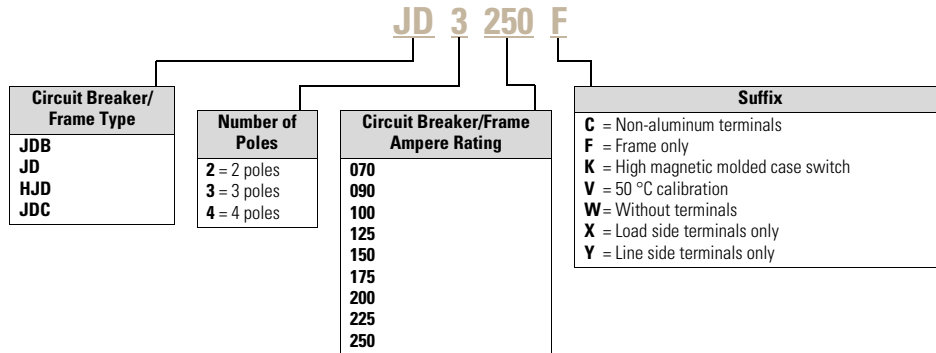 JD 3 250 F
Circuit Breaker/
Frame Type
JDB
JD
HJD
JDC
Number of
Poles
2 = 2 poles
3 = 3 poles
4 = 4 poles
Circuit Breaker/Frame
Ampere Rating
070
090
100
125
150
175
200
225
250
Suffix
C = Non-aluminum terminals
F = Frame only
K = High magnetic molded case switch
V = 50 °C calibration
W = Without terminals
X = Load side terminals only
Y = Line side terminals only